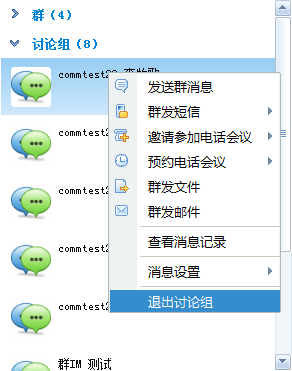 群（4）
讨论组（8）
commtest2
发送群消息
commtest2
群发短信
邀请参加电话会议
commtest2
预约电话会议
群发文件
commtest2
群发邮件
查看消息记录
commtest2
消息设置
退出讨论组
群IM 测试